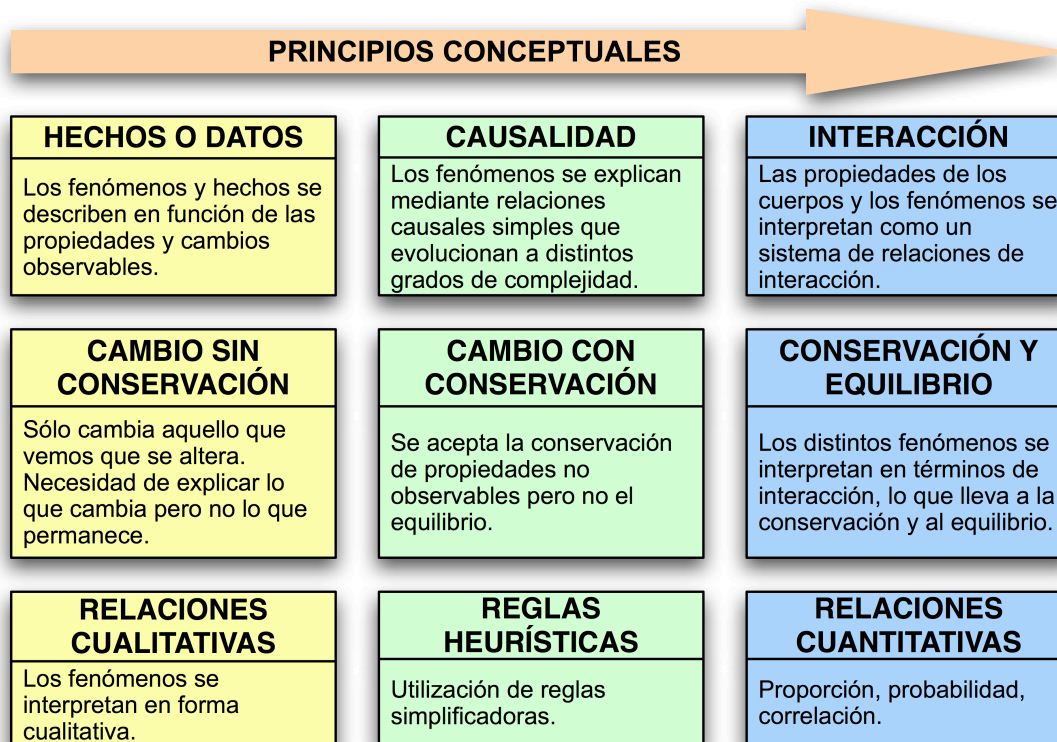 PRINCIPIOS CONCEPTUALES
HECHOS O DATOS
Los fenómenos y hechos se
describen en función de las
propiedades y cambios
observables.
CAUSALIDAD
Los fenómenos se explican
mediante relaciones
causales simples que
evolucionan a distintos
grados de complejidad.
INTERACCIÓN
Las propiedades de los
cuerpos y los fenómenos se
interpretan como un
sistema de relaciones de
interacción.
CAMBIO SIN
CONSERVACIÓN
Sólo cambia aquello que
vemos que se altera.
Necesidad de explicar lo
que cambia pero no lo que
permanece.
CAMBIO CON
CONSERVACIÓN
Se acepta la conservación
de propiedades no
observables pero no el
equilibrio.
CONSERVACIÓN Y
EQUILIBRIO
Los distintos fenómenos se
interpretan en términos de
interacción, lo que lleva a la
conservación y al equilibrio.
RELACIONES
CUALITATIVAS
Los fenómenos se
interpretan en forma
cualitativa.
REGLAS
HEURÍSTICAS
Utilización de reglas
simplificadoras.
RELACIONES
CUANTITATIVAS
Proporción, probabilidad,
correlación.